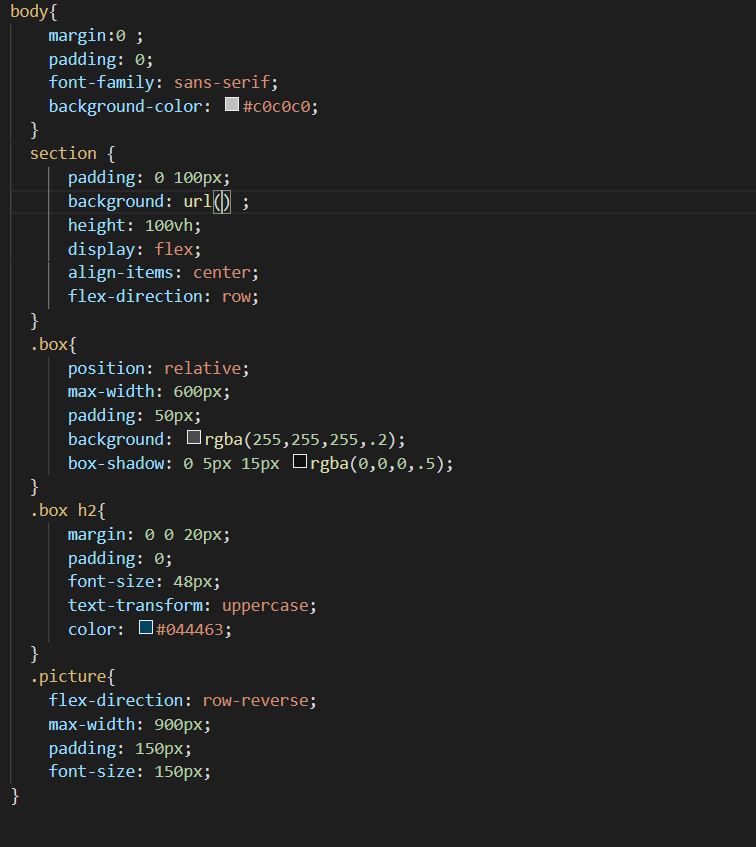 body{
margin:0 ;
padding: 0;
font-family: sans-serif;
background-color: #c0c0c0;
}
section {
padding: 0 100px;
background: url() ;
height: 100vh;
display: flex;
align-items: center;
flex-direction: row;
}
.box{
position: relative;
max-width: 600px;
padding: 50px;
background: rgba(255,255,255,.2);
box-shadow: 0 5px 15px rgba(0,0,0,.5);
}
.box h2{
margin: 0 0 20px;
padding: 0;
font-size: 48px;
text-transform: uppercase;
color: #044463;
}
.picture{
flex-direction: row-reverse;
max-width: 900px;
padding: 150px;
font-size: 150px;
}